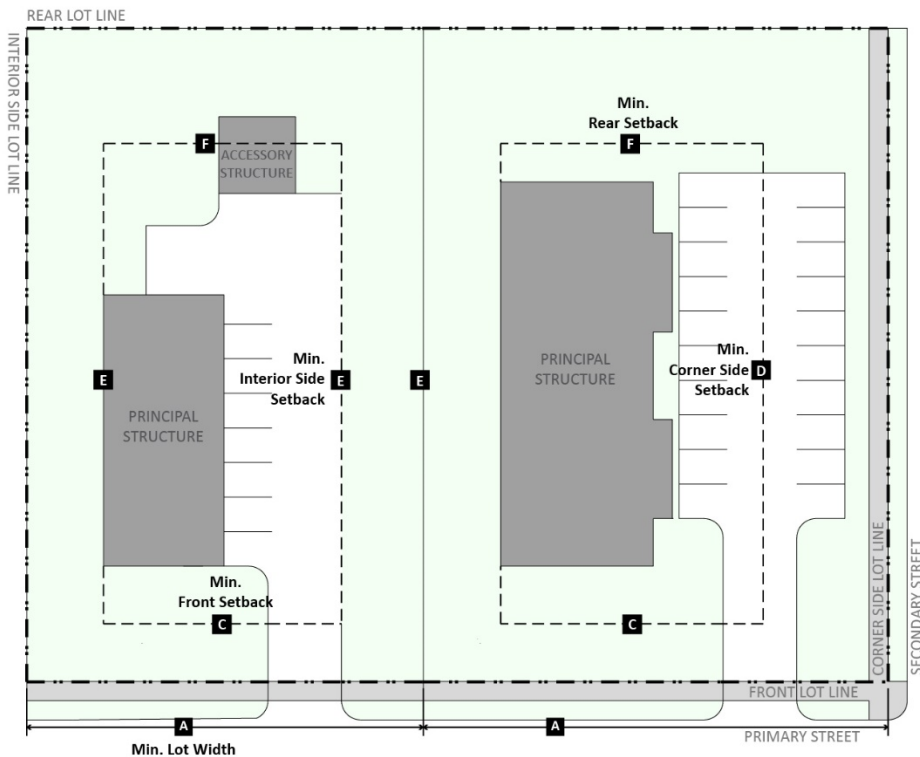 REAR LOT LINE
INTERIOR SIDE LOT LINE
Min.
Rear Setback
F
F
ACCESSORY
STRUCTURE
Min.
Interior Side
Setback
E
E
E
Min.
Corner Side
Setback
D
PRINCIPAL
STRUCTURE
PRINCIPAL
STRUCTURE
Min.
Front Setback
C
C
CORNER SIDE LOT LINE
SECONDARY STREET
FRONT LOT LINE
A
A
Min. Lot Width
PRIMARY STREET